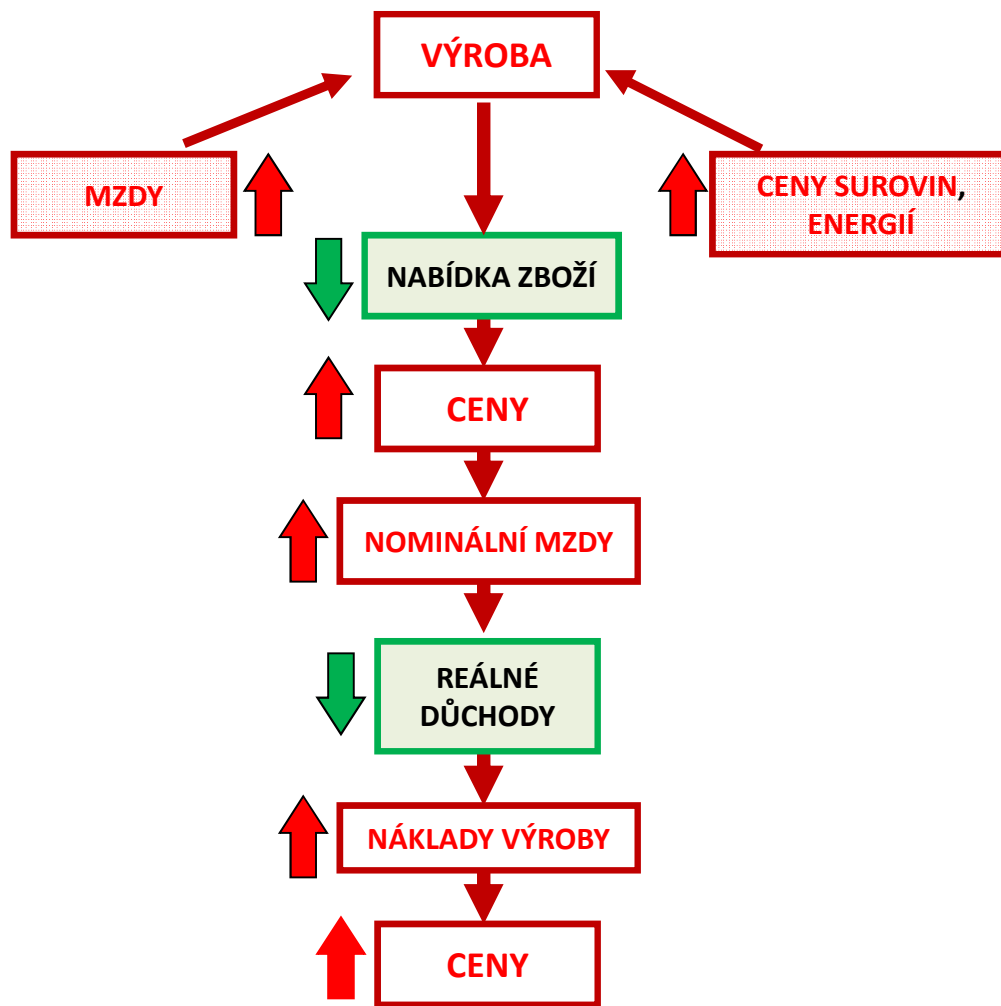 VÝROBA
MZDY
CENY SUROVIN,
ENERGIÍ
NABÍDKA ZBOŽÍ
CENY
NOMINÁLNÍ MZDY
REÁLNÉ
DŮCHODY
NÁKLADY VÝROBY
CENY